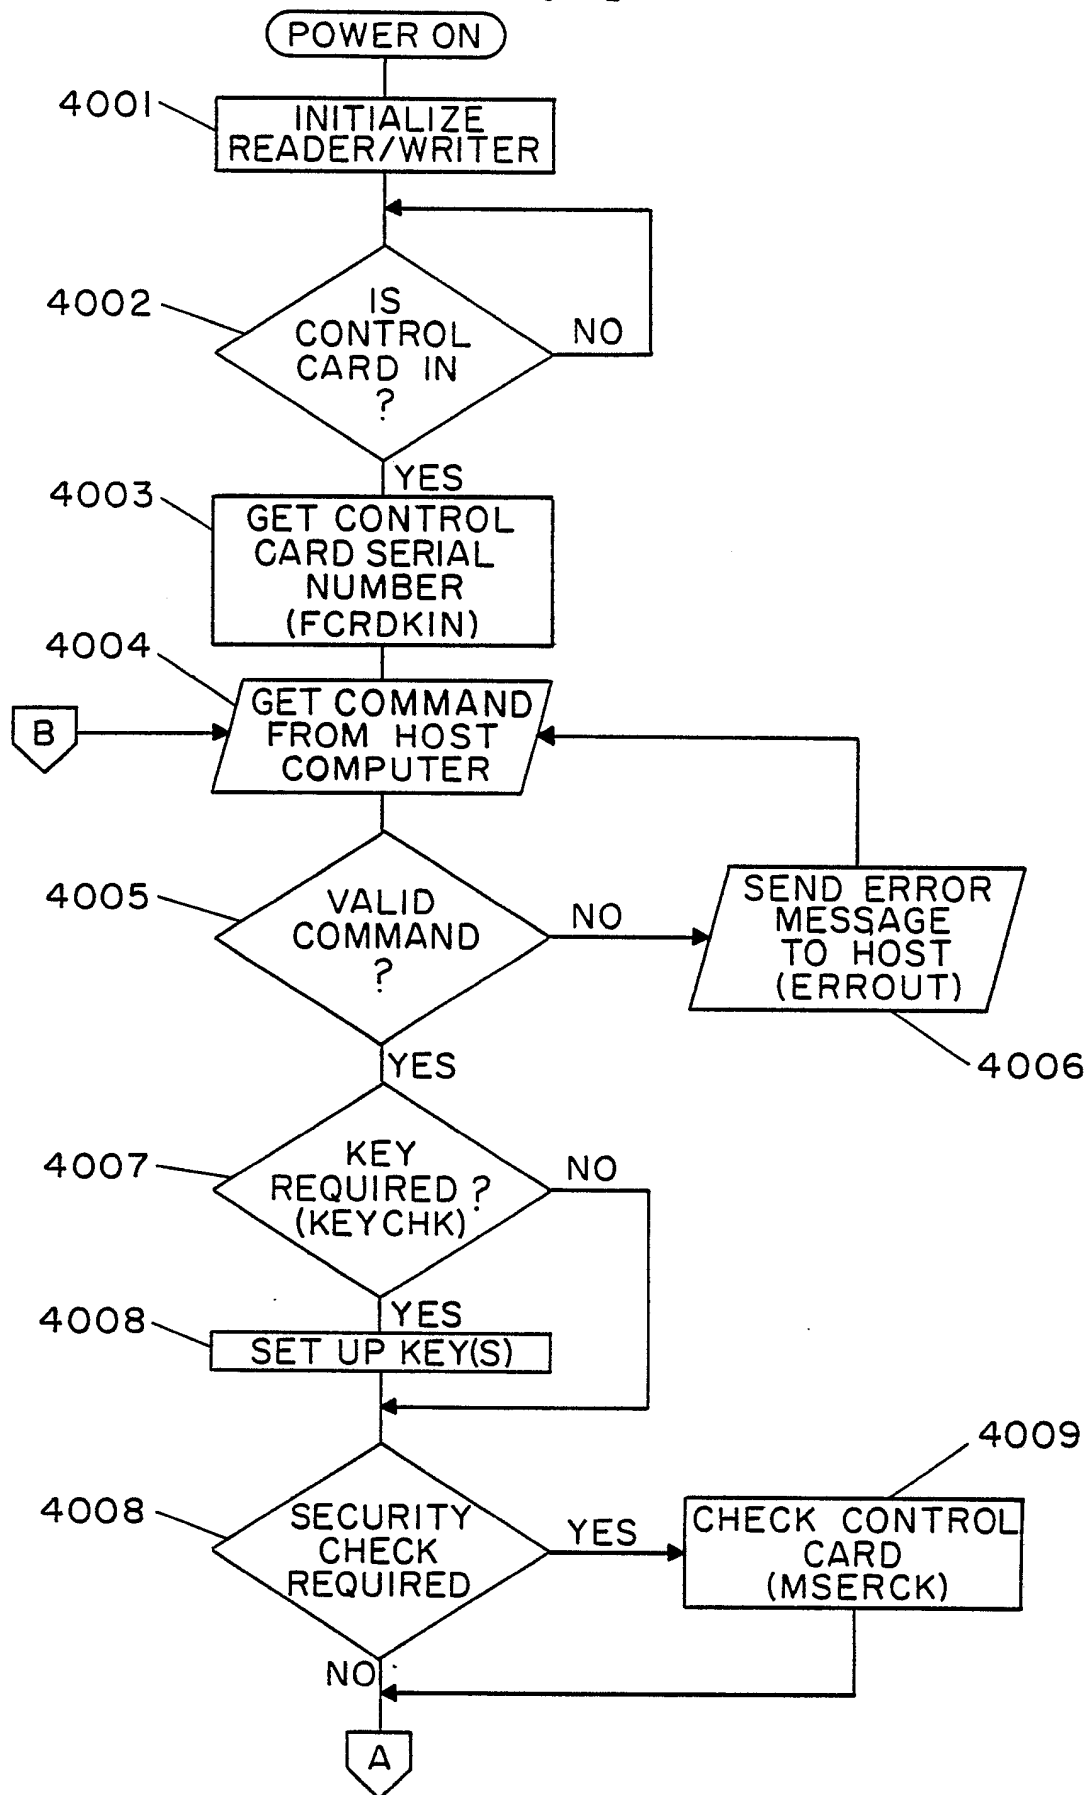 POWER ON
4001
INITIALIZE
READER/WRITER
4002
IS
CONTROL
CARD IN
?
NO
YES
4003
GET CONTROL
CARD SERIAL
NUMBER
(FCRDKIN)
4004
B
GET COMMAND
FROM HOST
COMPUTER
4005
VALID
COMMAND
?
NO
SEND ERROR
MESSAGE
TO HOST
(ERROUT)
4006
YES
4007
KEY
REQUIRED ?
(KEYCHK)
NO
YES
4008
SET UP KEY(S)
4008
SECURITY
CHECK
REQUIRED
YES
4009
CHECK CONTROL
CARD
(MSERCK)
NO
A